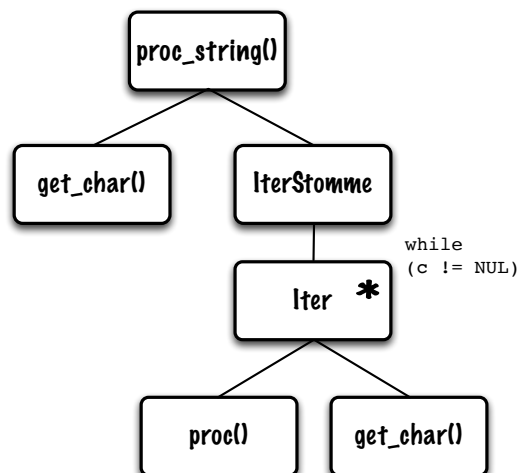 proc_string()
get_char()
IterStomme
while
(c != NUL)
Iter *
proc()
get_char()